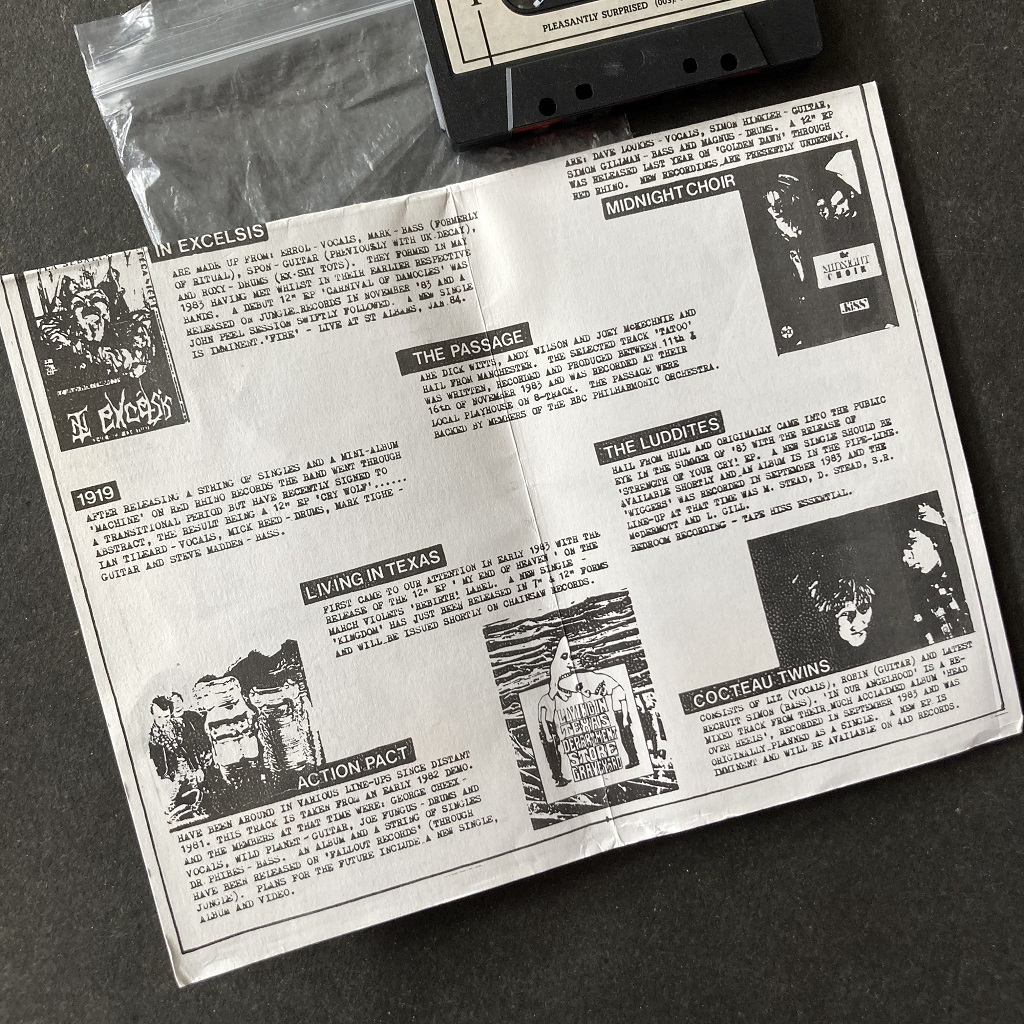 PLEASANTLY SURPRISED (003)
ARE: DAVE LOUKES - VOCALS, SIMON HINKLER - GUITAR,
SIMON GILLMAN - BASS AND MAGNUS - DRUMS. A 12" EP
WAS RELEASED LAST YEAR ON 'GOLDEN DAWN' THROUGH
RED RHINO. NEW RECORDINGS ARE PRESENTLY UNDERWAY.
MIDNIGHT CHOIR
the
MIDNIGHT
CHOIR
KISS
IN EXCELSIS
ARE MADE UP FROM: ERROL - VOCALS, MARK - BASS (FORMERLY
OF RITUAL), SPON - GUITAR (PREVIOUSLY WITH UK DECAY),
AND ROXY - DRUMS (EX-SHY TOTS). THEY FORMED IN MAY
1983 HAVING MET WHILST IN THEIR EARLIER RESPECTIVE
BANDS. A DEBUT 12" EP 'CARNIVAL OF DAMOCLES' WAS
RELEASED ON JUNGLE RECORDS IN NOVEMBER '83 AND A
JOHN PEEL SESSION SWIFTLY FOLLOWED. A NEW SINGLE
IS IMMINENT. 'FIRE' - LIVE AT ST ALBANS, JAN 84.
IN EXCELSIS
THE PASSAGE
ARE DICK WITTS, ANDY WILSON AND JOEY McKECHNIE AND
HAIL FROM MANCHESTER. THE SELECTED TRACK 'TATOO'
WAS WRITTEN, RECORDED AND PRODUCED BETWEEN 11th &
16th OF NOVEMBER 1983 AND WAS RECORDED AT THEIR
LOCAL PLAYHOUSE ON 8-TRACK. THE PASSAGE WERE
BACKED BY MEMBERS OF THE BBC PHILHARMONIC ORCHESTRA.
THE LUDDITES
HAIL FROM HULL AND ORIGINALLY CAME INTO THE PUBLIC
EYE IN THE SUMMER OF '83 WITH THE RELEASE OF
'STRENGTH OF YOUR CRY' EP. A NEW SINGLE SHOULD BE
AVAILABLE SHORTLY AND AN ALBUM IS IN THE PIPE-LINE.
'WIGGERS' WAS RECORDED IN SEPTEMBER 1983 AND THE
LINE-UP AT THAT TIME WAS M. STEAD, D. STEAD, S.R.
McDERMOTT AND L. GILL.
BEDROOM RECORDING - TAPE HISS ESSENTIAL.
1919
AFTER RELEASING A STRING OF SINGLES AND A MINI-ALBUM
'MACHINE' ON RED RHINO RECORDS THE BAND WENT THROUGH
A TRANSITIONAL PERIOD BUT HAVE RECENTLY SIGNED TO
ABSTRACT, THE RESULT BEING A 12" EP 'CRY WOLF'......
IAN TILEARD - VOCALS, MICK REED - DRUMS, MARK TIGHE -
GUITAR AND STEVE MADDEN - BASS.
LIVING IN TEXAS
FIRST CAME TO OUR ATTENTION IN EARLY 1983 WITH THE
RELEASE OF THE 12" EP 'MY END OF HEAVEN' ON THE
MARCH VIOLETS 'REBIRTH' LABEL. A NEW SINGLE -
'KINGDOM' HAS JUST BEEN RELEASED IN 7" & 12" FORMS
AND WILL BE ISSUED SHORTLY ON CHAINSAW RECORDS.
LIVING IN
TEXAS
DEPARTMENT
STORE
GRAVEYARD
COCTEAU TWINS
CONSISTS OF LIZ (VOCALS), ROBIN (GUITAR) AND LATEST
RECRUIT SIMON (BASS). 'IN OUR ANGELHOOD' IS A RE-
MIXED TRACK FROM THEIR MUCH ACCLAIMED ALBUM 'HEAD
OVER HEELS', RECORDED IN SEPTEMBER 1983 AND WAS
ORIGINALLY PLANNED AS A SINGLE. A NEW EP IS
IMMINENT AND WILL BE AVAILABLE ON 4AD RECORDS.
ACTION PACT
HAVE BEEN AROUND IN VARIOUS LINE-UPS SINCE DISTANT
1981. THIS TRACK IS TAKEN FROM AN EARLY 1982 DEMO.
AND THE MEMBERS AT THAT TIME WERE: GEORGE CHEEX -
VOCALS, WILD PLANET - GUITAR, JOE FUNGUS - DRUMS AND
DR PHIBES - BASS. AN ALBUM AND A STRING OF SINGLES
HAVE BEEN RELEASED ON 'FALLOUT RECORDS' (THROUGH
JUNGLE). PLANS FOR THE FUTURE INCLUDE A NEW SINGLE,
ALBUM AND VIDEO.